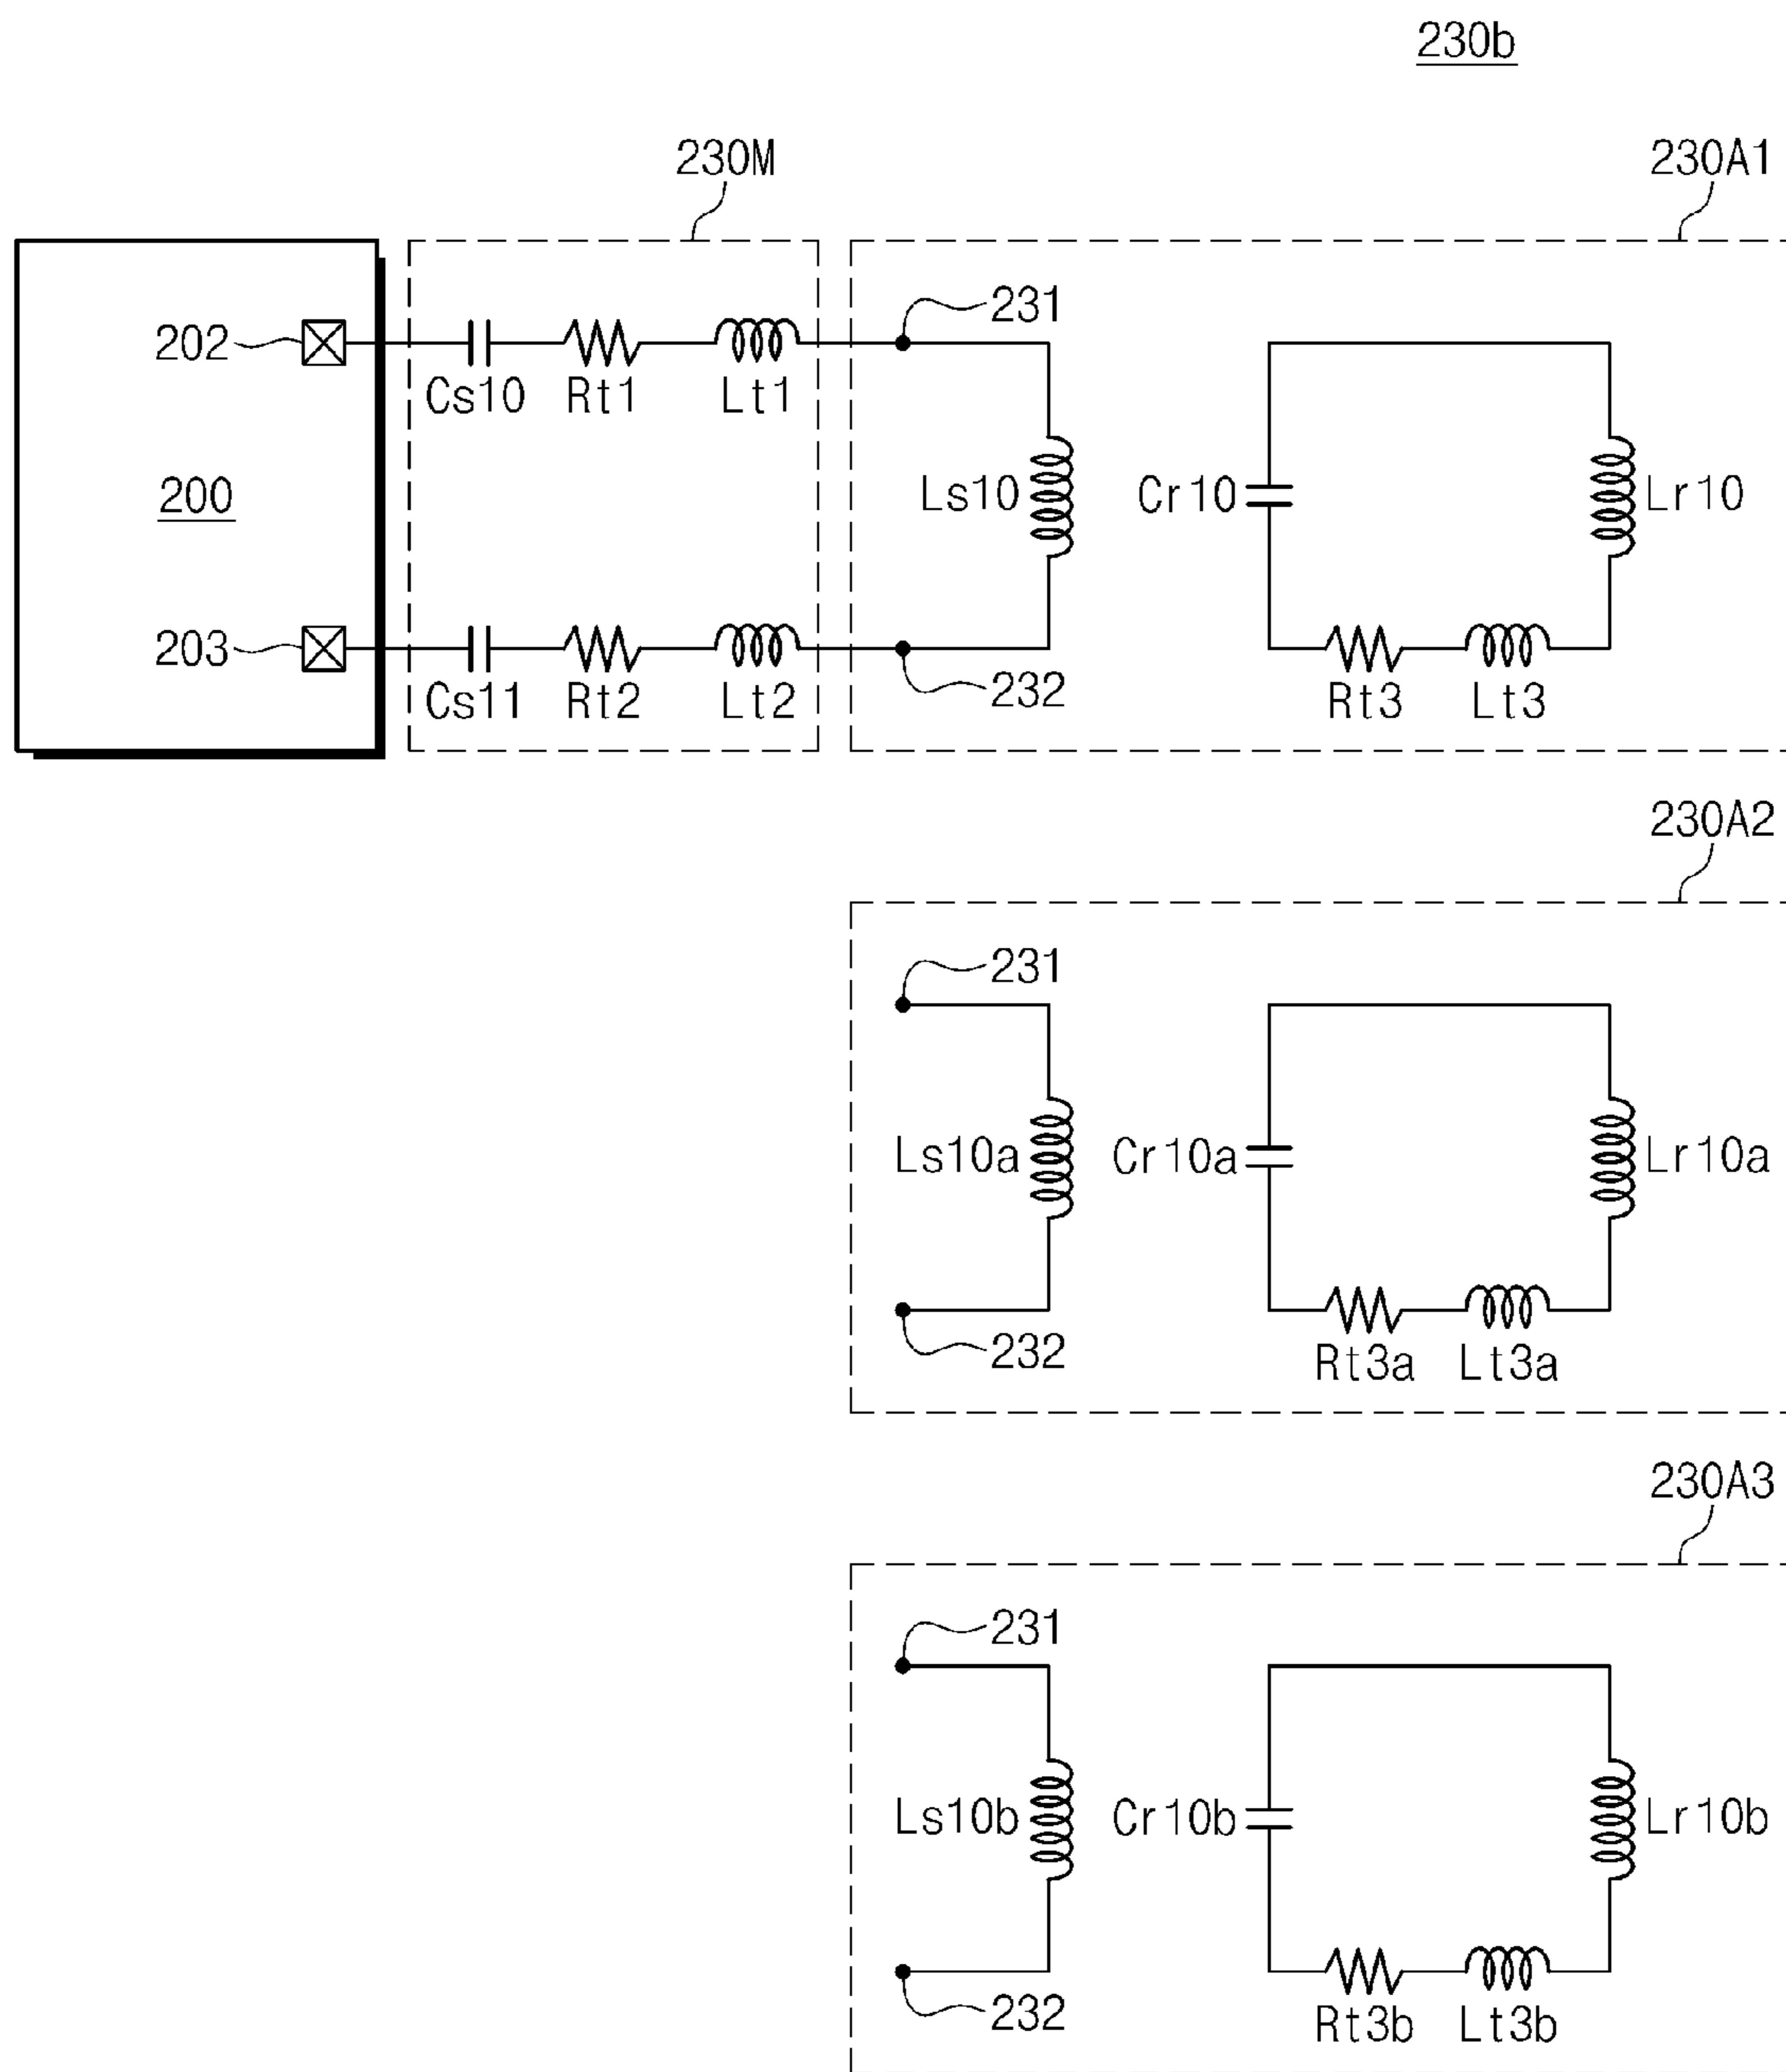 230b
230M
230A1
231
202
Cs10
Rt1
Lt1
200
Ls10
Cr10
Lr10
203
Cs11
Rt2
Lt2
232
Rt3
Lt3
230A2
231
Ls10a
Cr10a
Lr10a
232
Rt3a
Lt3a
230A3
231
Ls10b
Cr10b
Lr10b
232
Rt3b
Lt3b